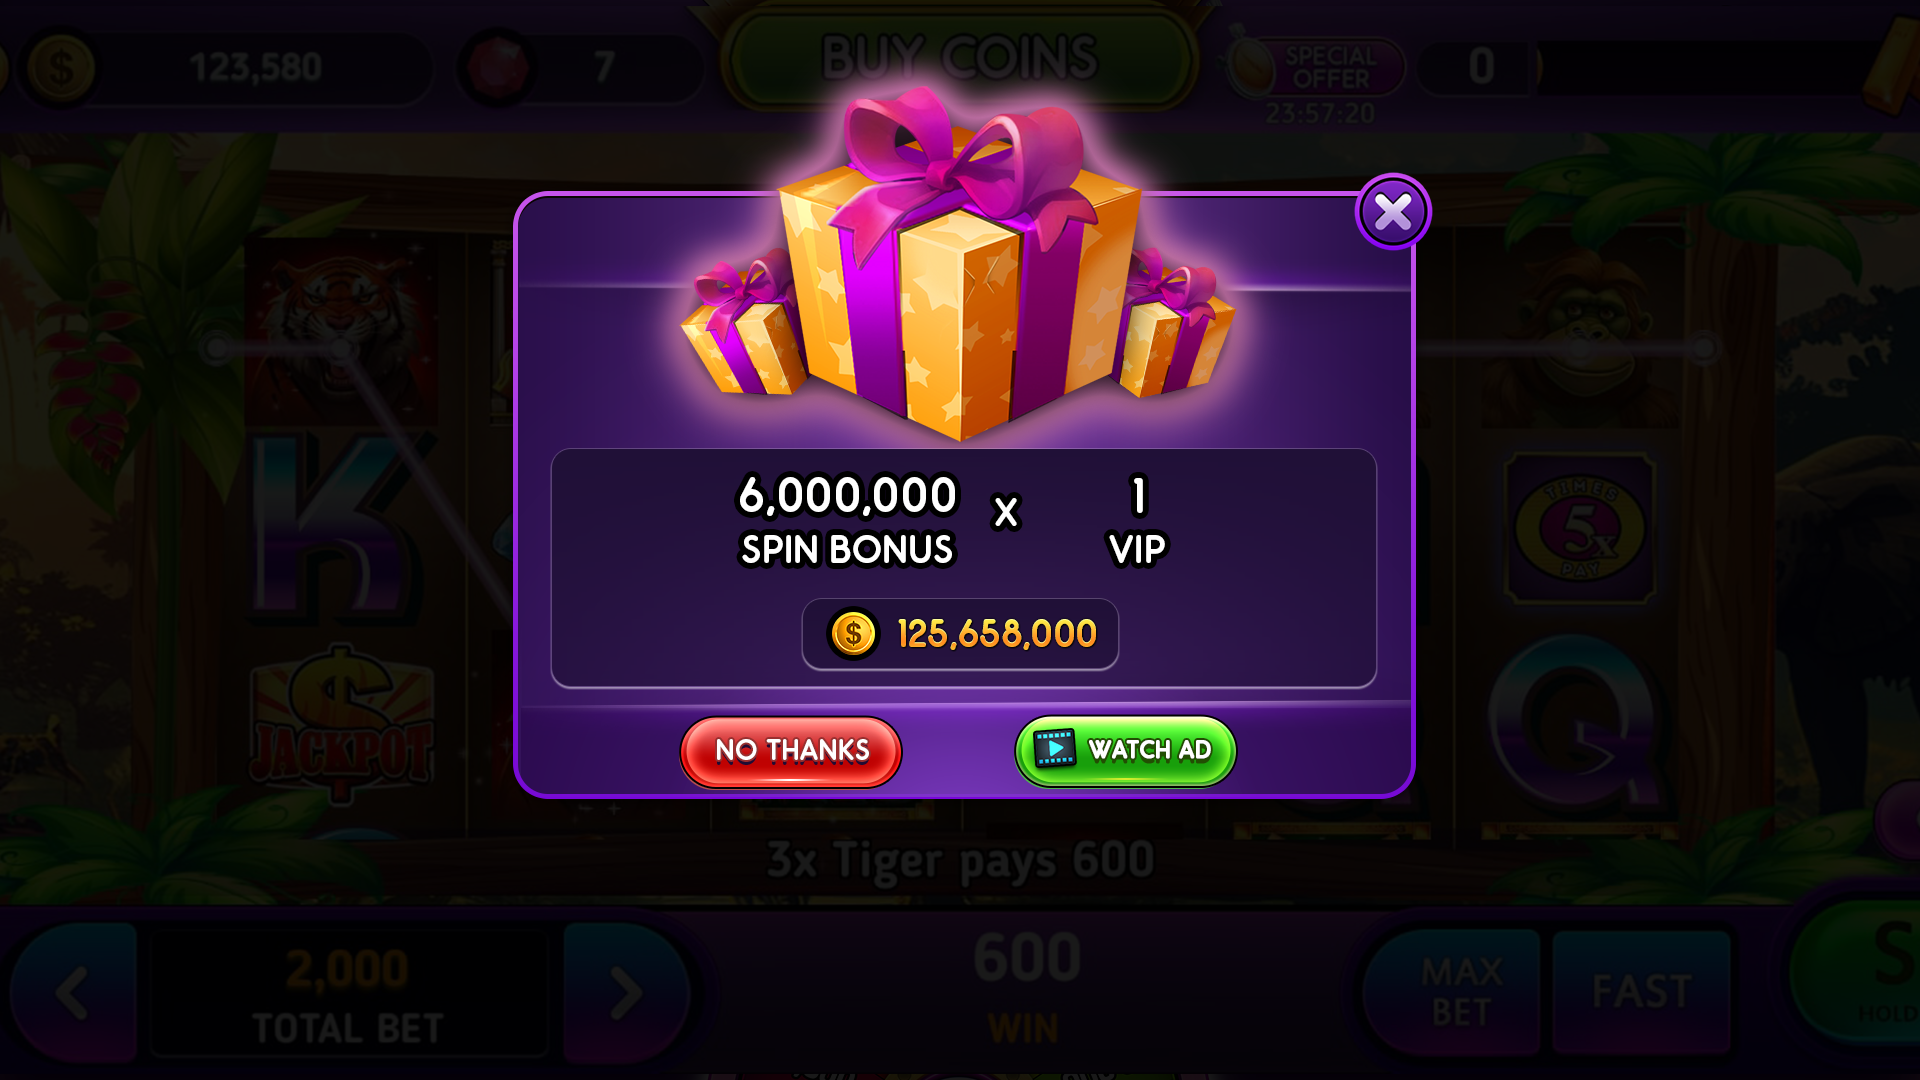 123,580
7
BUY COINS
SPECIAL
OFFER
23:57:20
0
6,000,000
SPIN BONUS
X
1
VIP
$ 125,658,000
NO THANKS
WATCH AD
K
JACKPOT
TIMES
5x
PAY
Q
3x Tiger pays 600
2,000
TOTAL BET
600
WIN
MAX
BET
FAST
S
HOLD